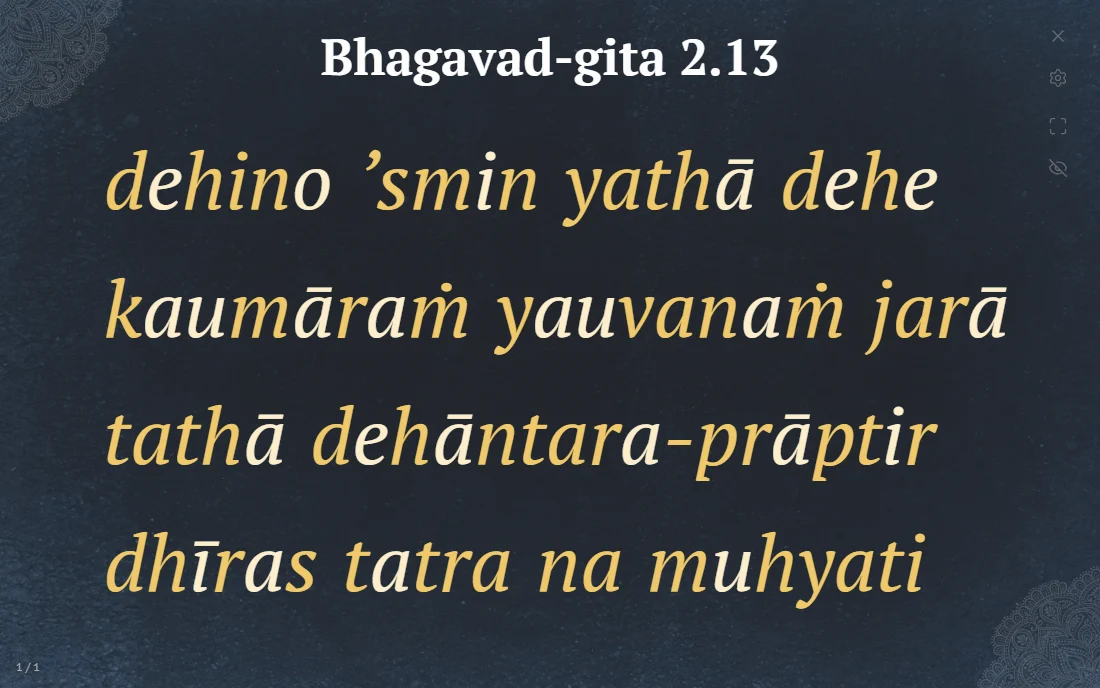 Bhagavad-gita 2.13
dehino ’smin yathā dehe
kaumāraṁ yauvanaṁ jarā
tathā dehāntara-prāptir
dhīras tatra na muhyati
1/1